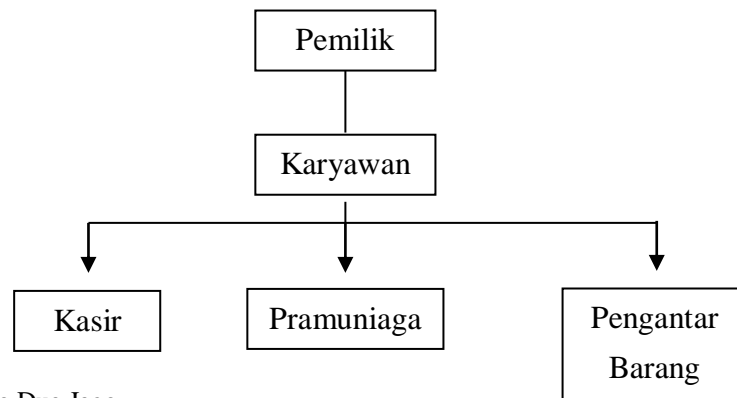 Pemilik
Karyawan
Kasir
Pramuniaga
Pengantar
Barang